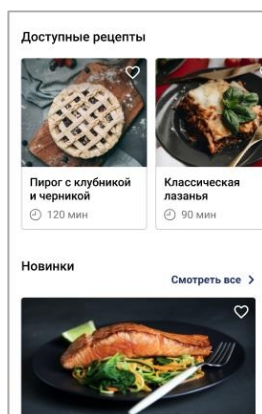 Доступные рецепты
Пирог с клубникой
и черникой
120 мин
Классическая
лазанья
90 мин
Новинки
Смотреть все